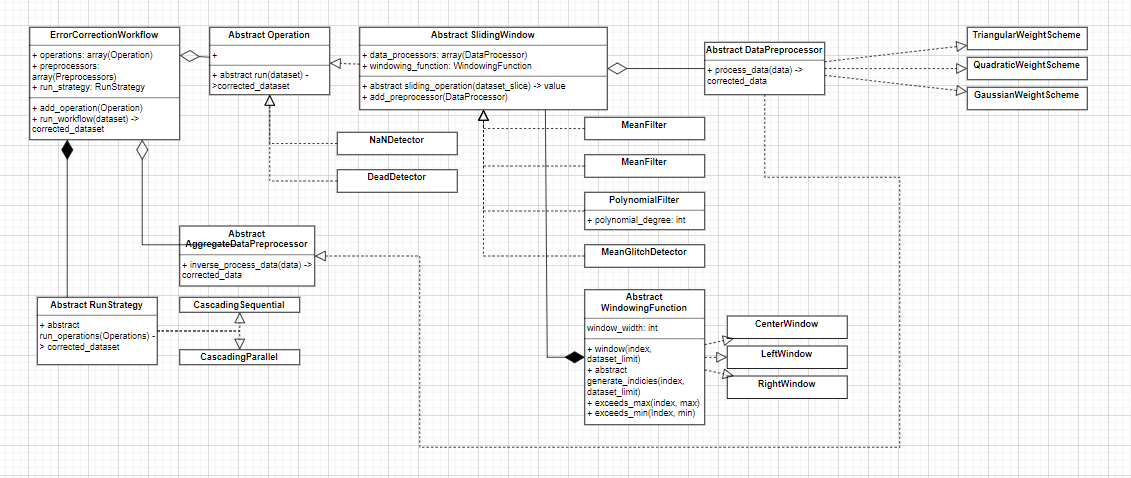 ErrorCorrectionWorkflow
+ operations: array(Operation)
+ preprocessors:
array(Preprocessors)
+ run_strategy: RunStrategy
+ add_operation(Operation)
+ run_workflow(dataset) ->
corrected_dataset
Abstract Operation
+
+ abstract run(dataset) -
>corrected_dataset
Abstract SlidingWindow
+ data_processors: array(DataProcessor)
+ windowing_function: WindowingFunction
+ abstract sliding_operation(dataset_slice) -> value
+ add_preprocessor(DataProcessor)
Abstract DataPreprocessor
+ process_data(data) ->
corrected_data
TriangularWeightScheme
QuadraticWeightScheme
GaussianWeightScheme
NaNDetector
DeadDetector
MeanFilter
MeanFilter
PolynomialFilter
+ polynomial_degree: int
MeanGlitchDetector
Abstract
AggregateDataPreprocessor
+ inverse_process_data(data) ->
corrected_data
Abstract RunStrategy
+ abstract
run_operations(Operations) -
> corrected_dataset
CascadingSequential
CascadingParallel
Abstract
WindowingFunction
window_width: int
+ window(index,
dataset_limit)
+ abstract
generate_indicies(index,
dataset_limit)
+ exceeds_max(index, max)
+ exceeds_min(Index, min)
CenterWindow
LeftWindow
RightWindow